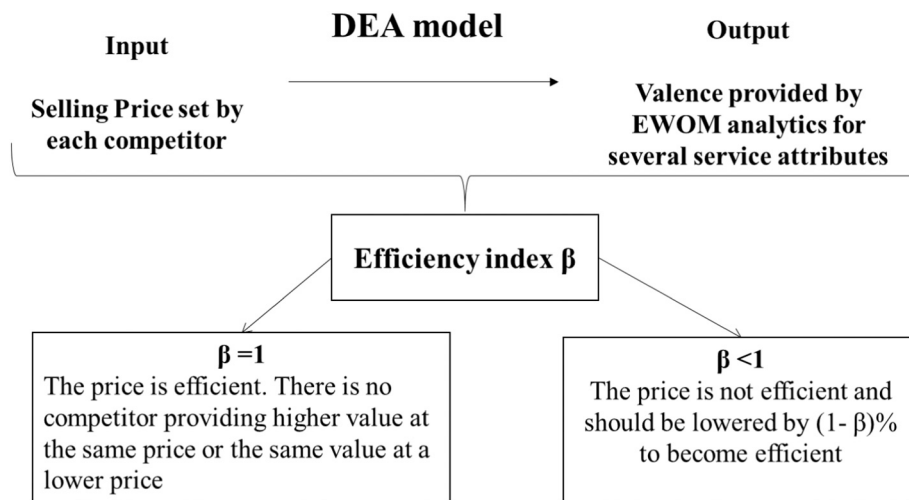 DEA model
Input
Output
Selling Price set by
each competitor
Valence provided by
EWOM analytics for
several service attributes
Efficiency index β
β =1
The price is efficient. There is no
competitor providing higher value at
the same price or the same value at a
lower price
β <1
The price is not efficient and
should be lowered by (1- β)%
to become efficient